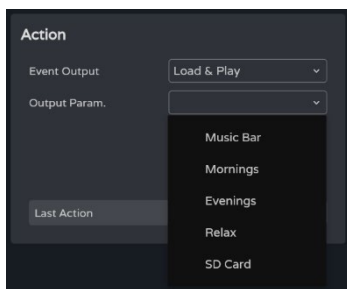 Action
Event Output Load & Play
Output Param.
Music Bar
Mornings
Evenings
Relax
Last Action
SD Card